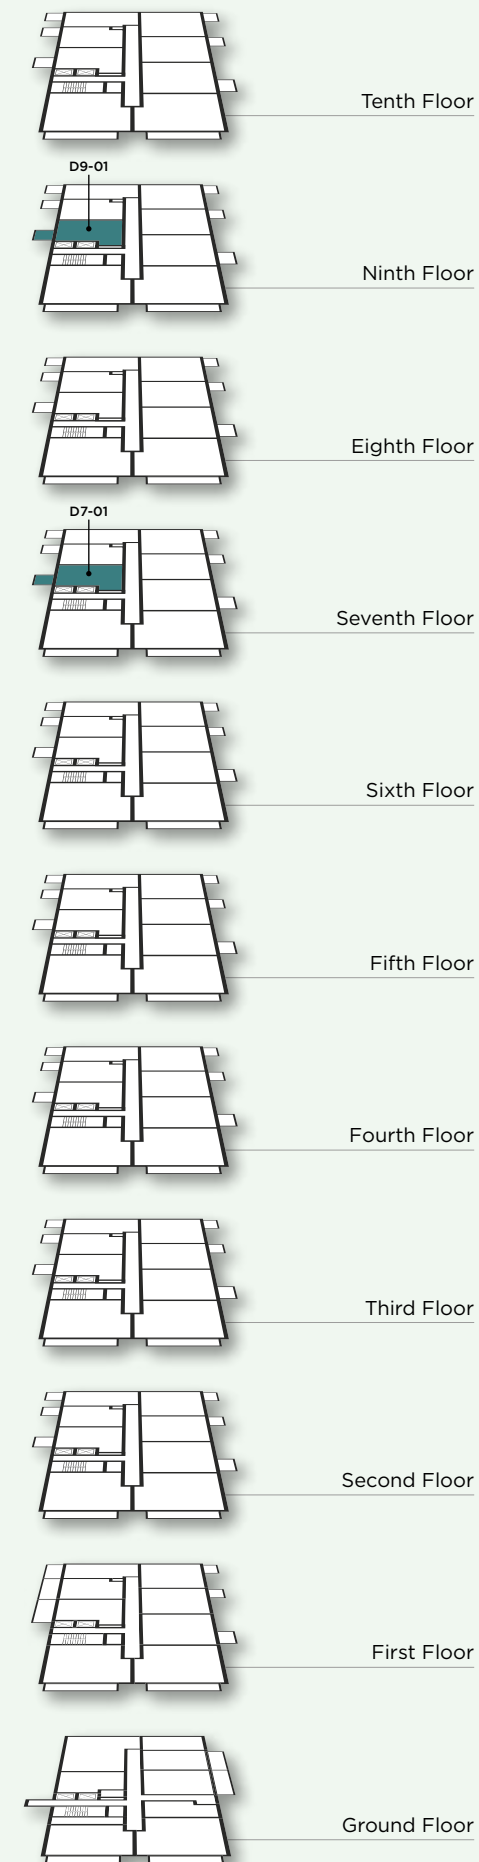 Tenth Floor
D9-01
Ninth Floor
Eighth Floor
D7-01
Seventh Floor
Sixth Floor
Fifth Floor
Fourth Floor
Third Floor
Second Floor
First Floor
Ground Floor